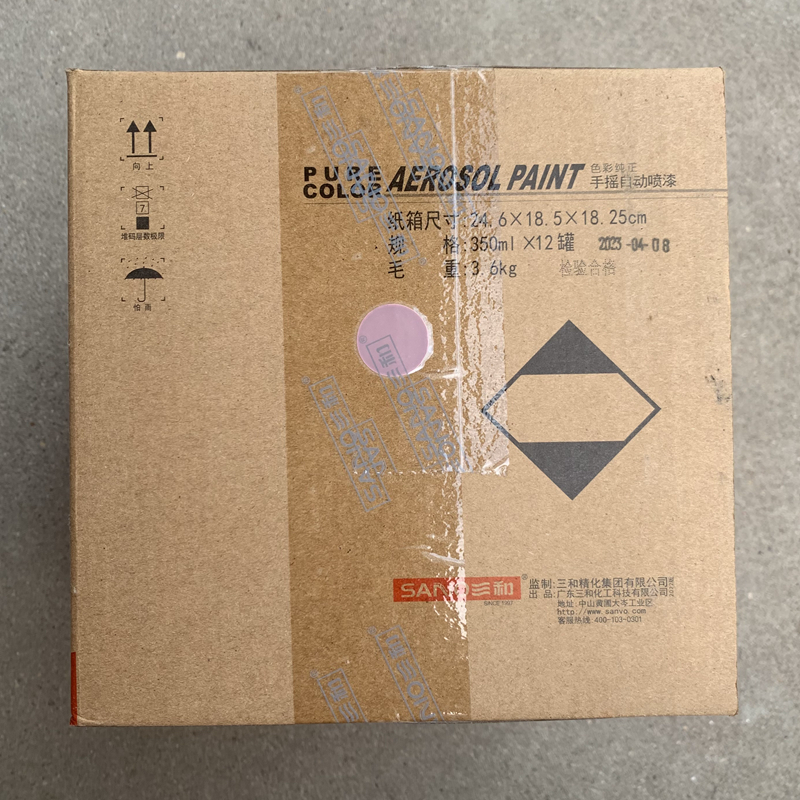 向上
7
堆码层数极限
怕雨
PURE COLOR
AEROSOL PAINT
色彩纯正
手摇自动喷漆
纸箱尺寸:24.6×18.5×18.25cm
规 格:350ml ×12罐
2023-04-08
毛 重:3.6kg
检验合格
三和
SANVO三和®
SINCE 1997
监制:三和精化集团有限公司
出品:广东三和化工科技有限公司
地址:中山黄圃大岑工业区
http://www.sanvo.com
客服热线:400-103-0301